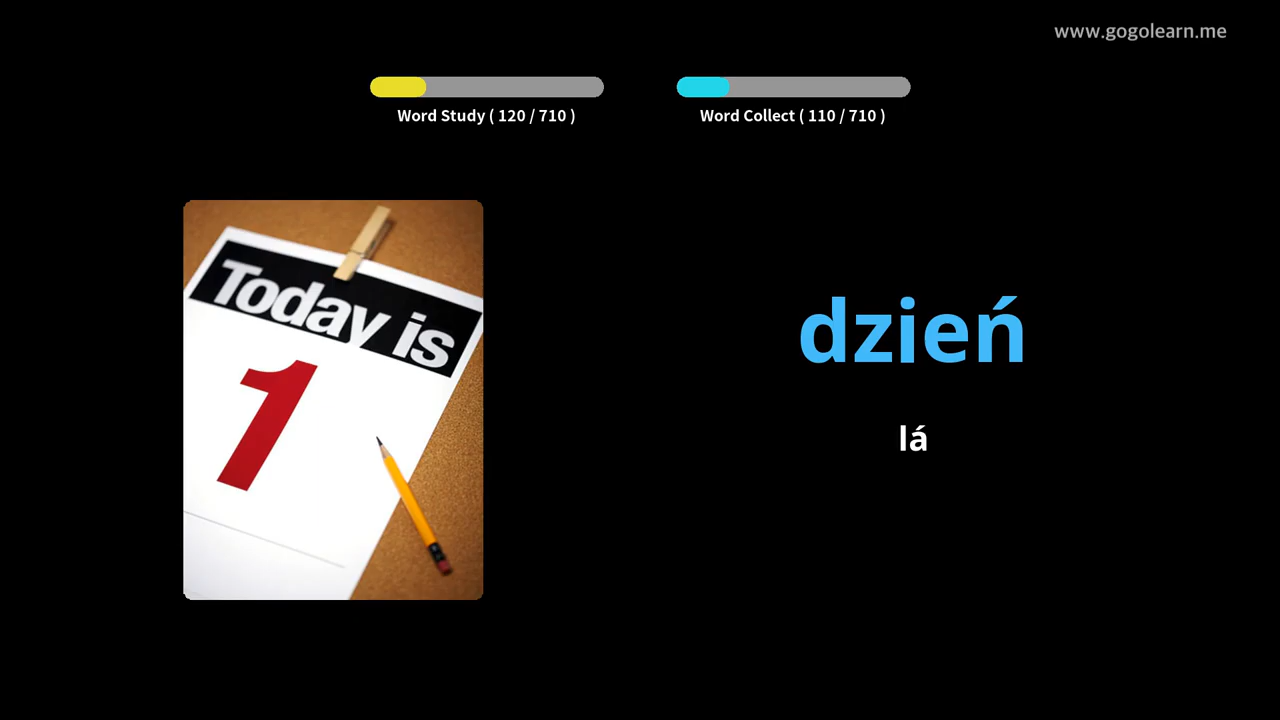 www.gogolearn.me
Word Study ( 120 / 710 )
Word Collect ( 110 / 710 )
Today is
1
dzień
lá